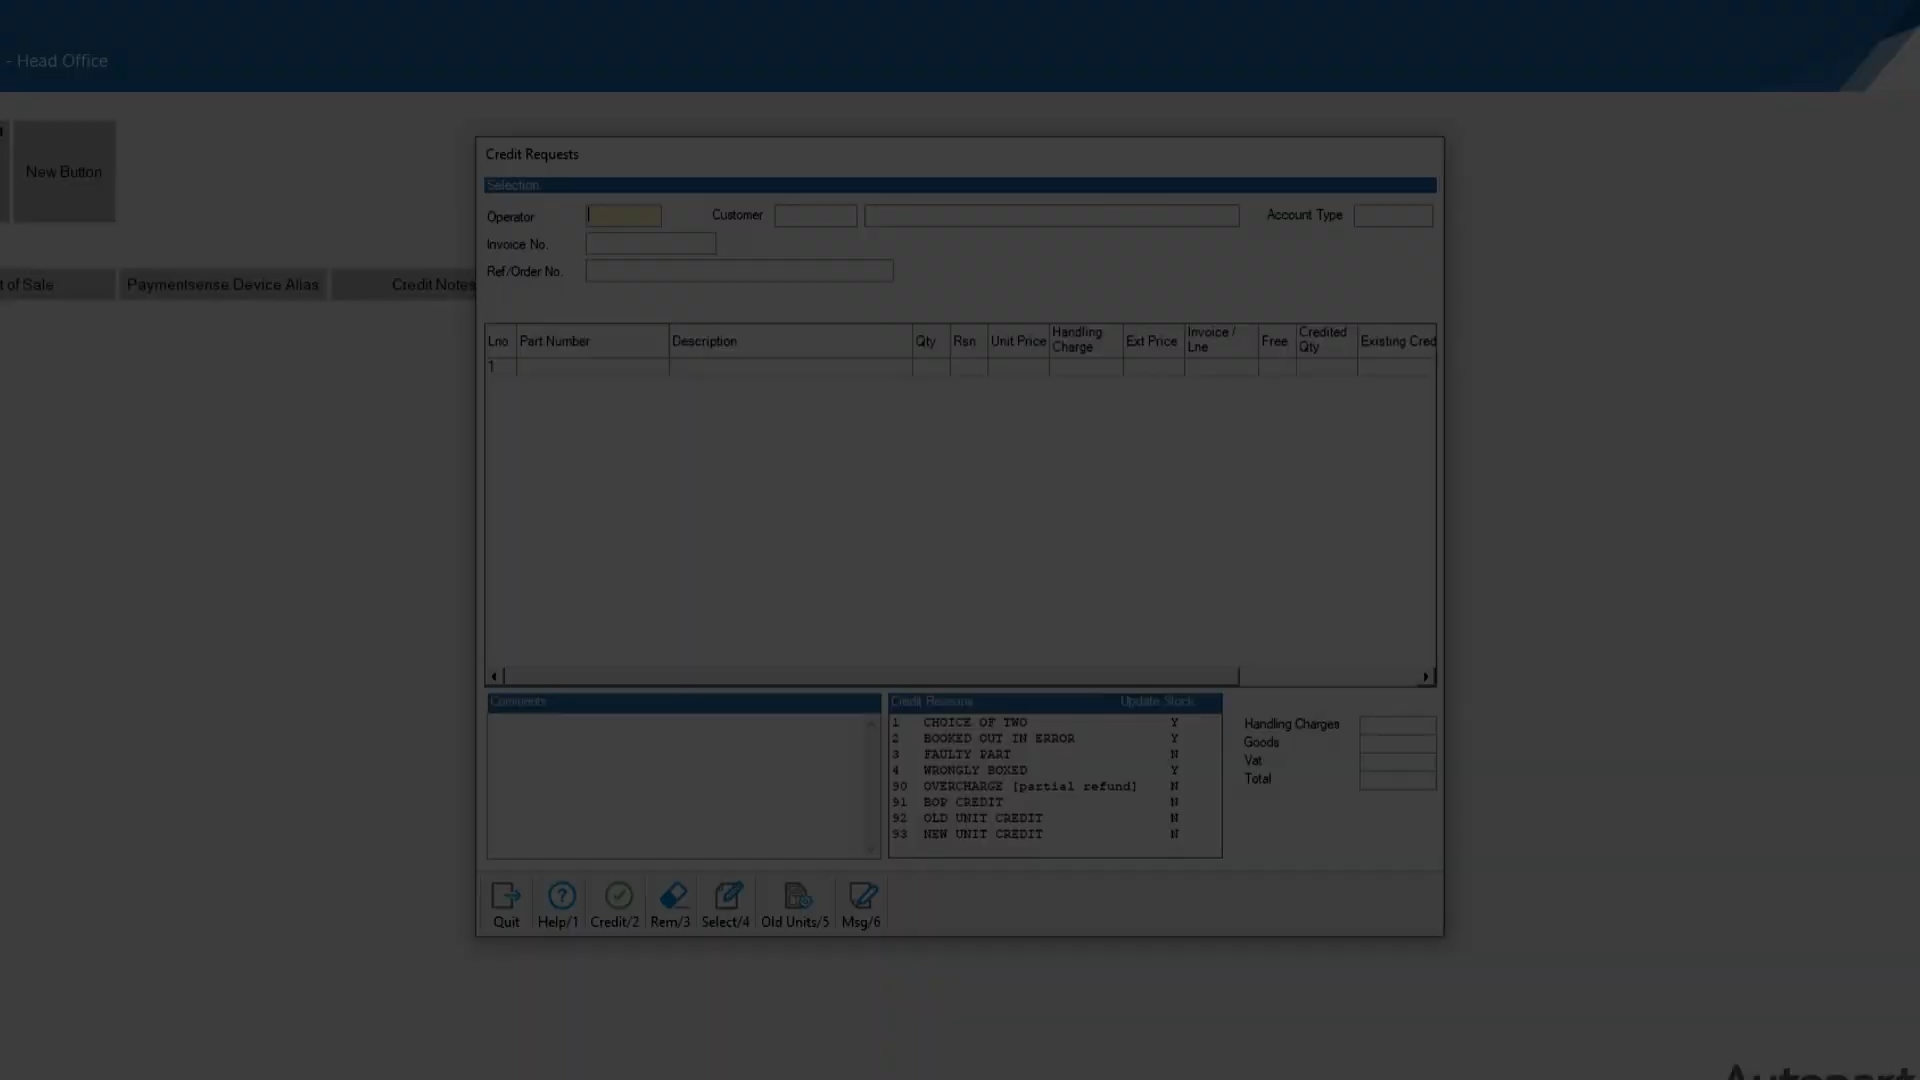 - Head Office
New Button
t of Sale
Paymentsense Device Alias
Credit Notes
Credit Requests
Selection
Operator
Customer
Account Type
Invoice No.
Ref/Order No.
Lno Part Number Description Qty Rsn Unit Price Handling Charge Ext Price Invoice / Lne Free Credited Qty Existing Cred
1
Comments
Credit Reasons Update Stock
1 CHOICE OF TWO Y
2 BOOKED OUT IN ERROR Y
3 FAULTY PART N
4 WRONGLY BOXED Y
90 OVERCHARGE [partial refund] N
91 BOP CREDIT N
92 OLD UNIT CREDIT N
93 NEW UNIT CREDIT N
Handling Charges
Goods
Vat
Total
Quit Help/1 Credit/2 Rem/3 Select/4 Old Units/5 Msg/6
Autopart